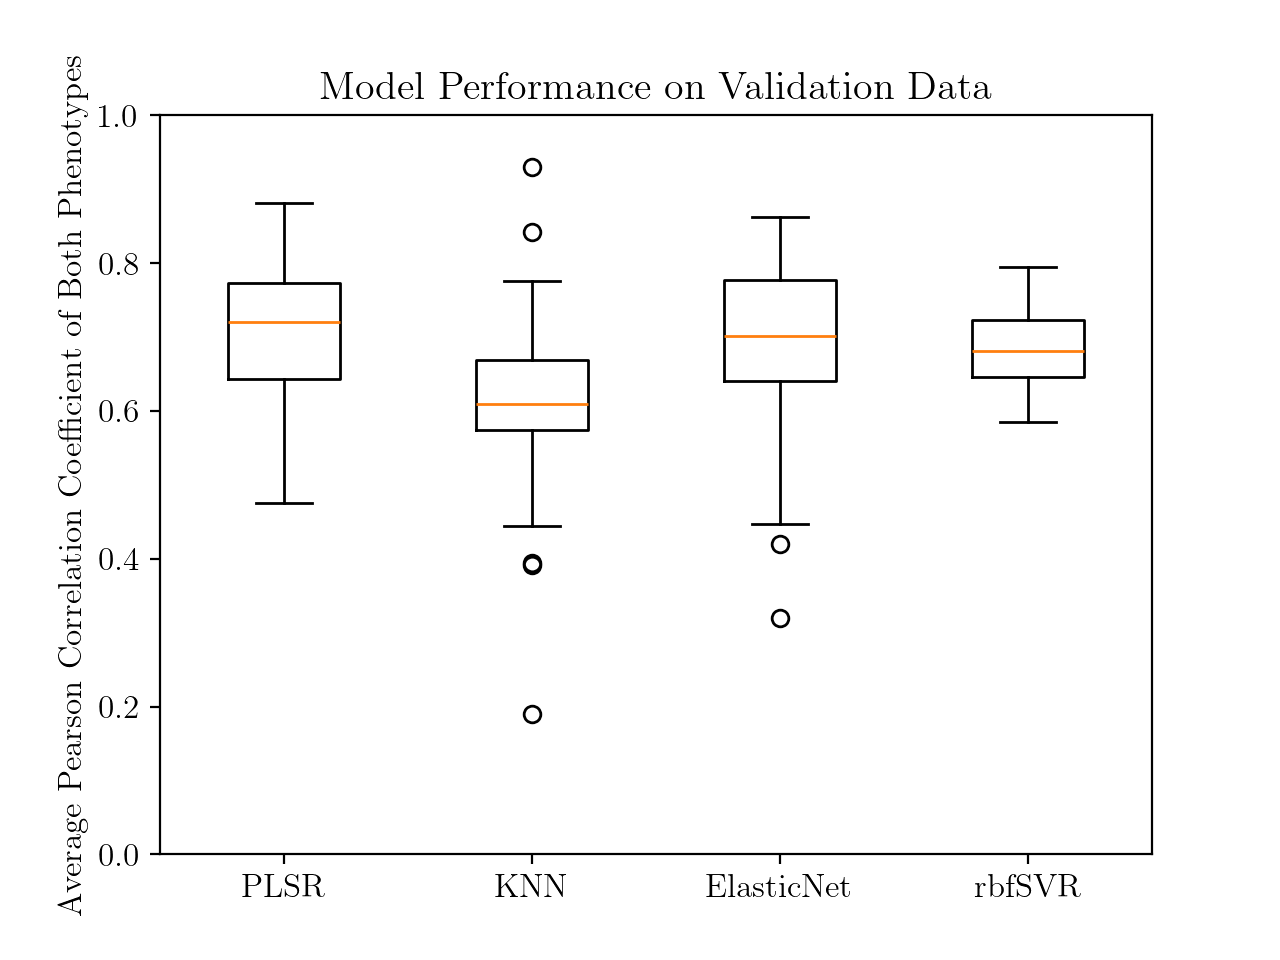 Model Performance on Validation Data
Average Pearson Correlation Coefficient of Both Phenotypes
1.0
0.8
0.6
0.4
0.2
0.0
PLSR
KNN
ElasticNet
rbfSVR